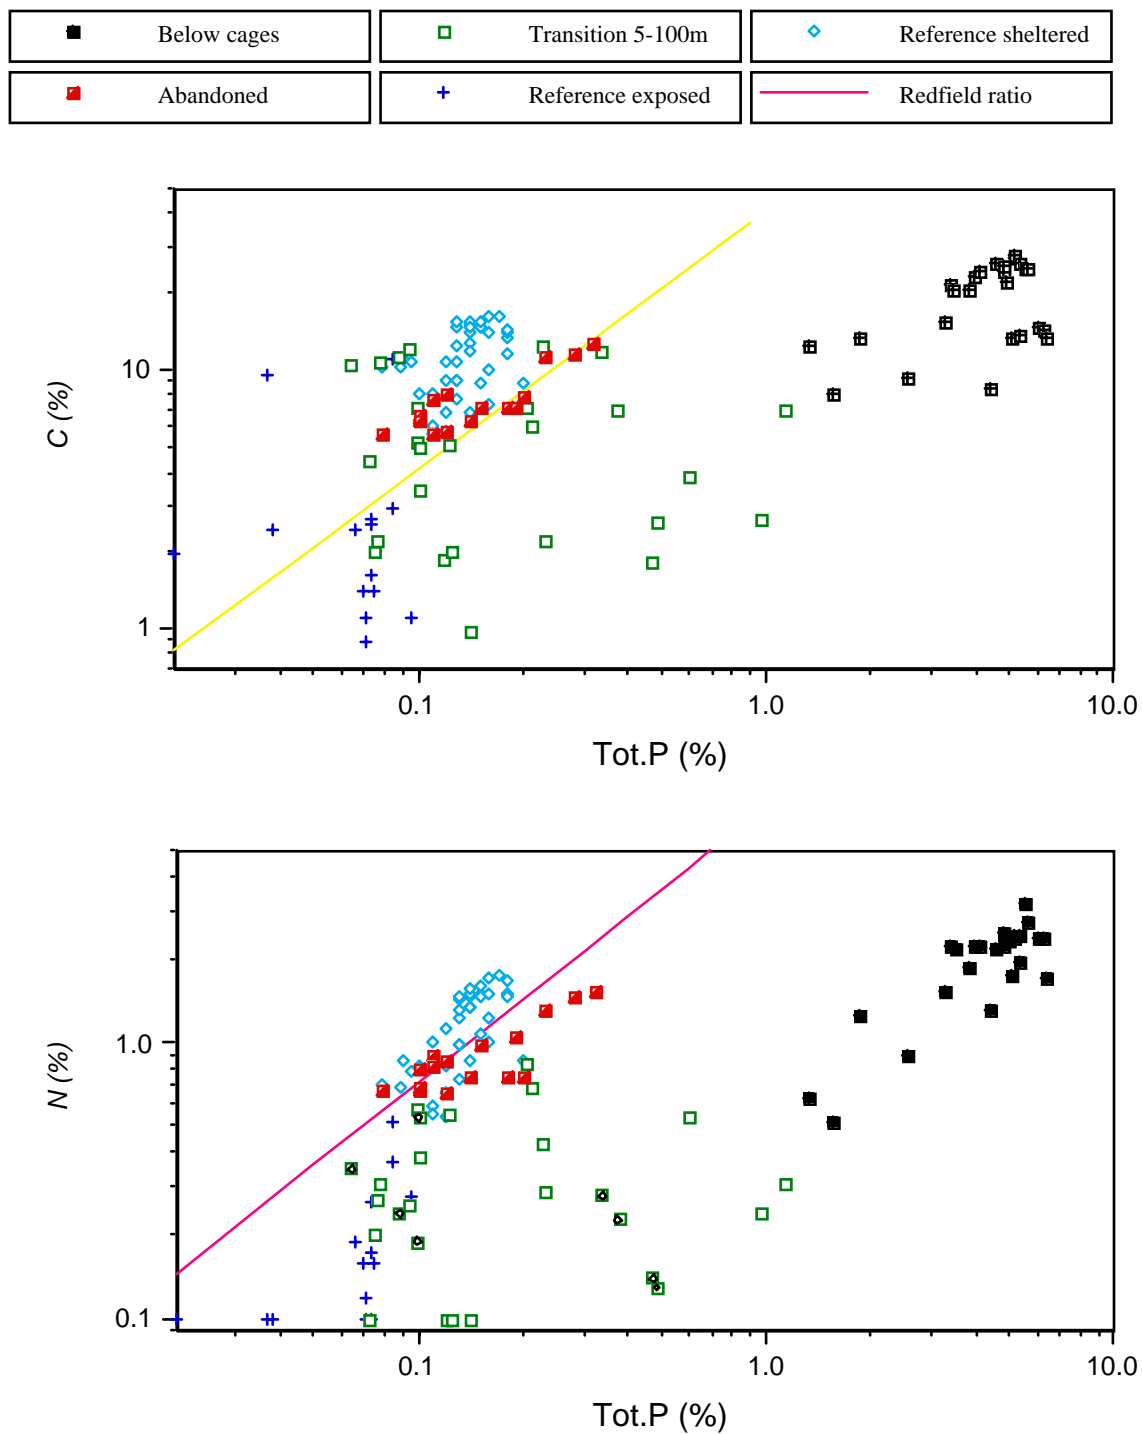 Below cages
Transition 5-100m
Reference sheltered
Abandoned
Reference exposed
Redfield ratio
C (%)
10
1
0.1
1.0
10.0
Tot.P (%)
N (%)
1.0
0.1
0.1
1.0
10.0
Tot.P (%)